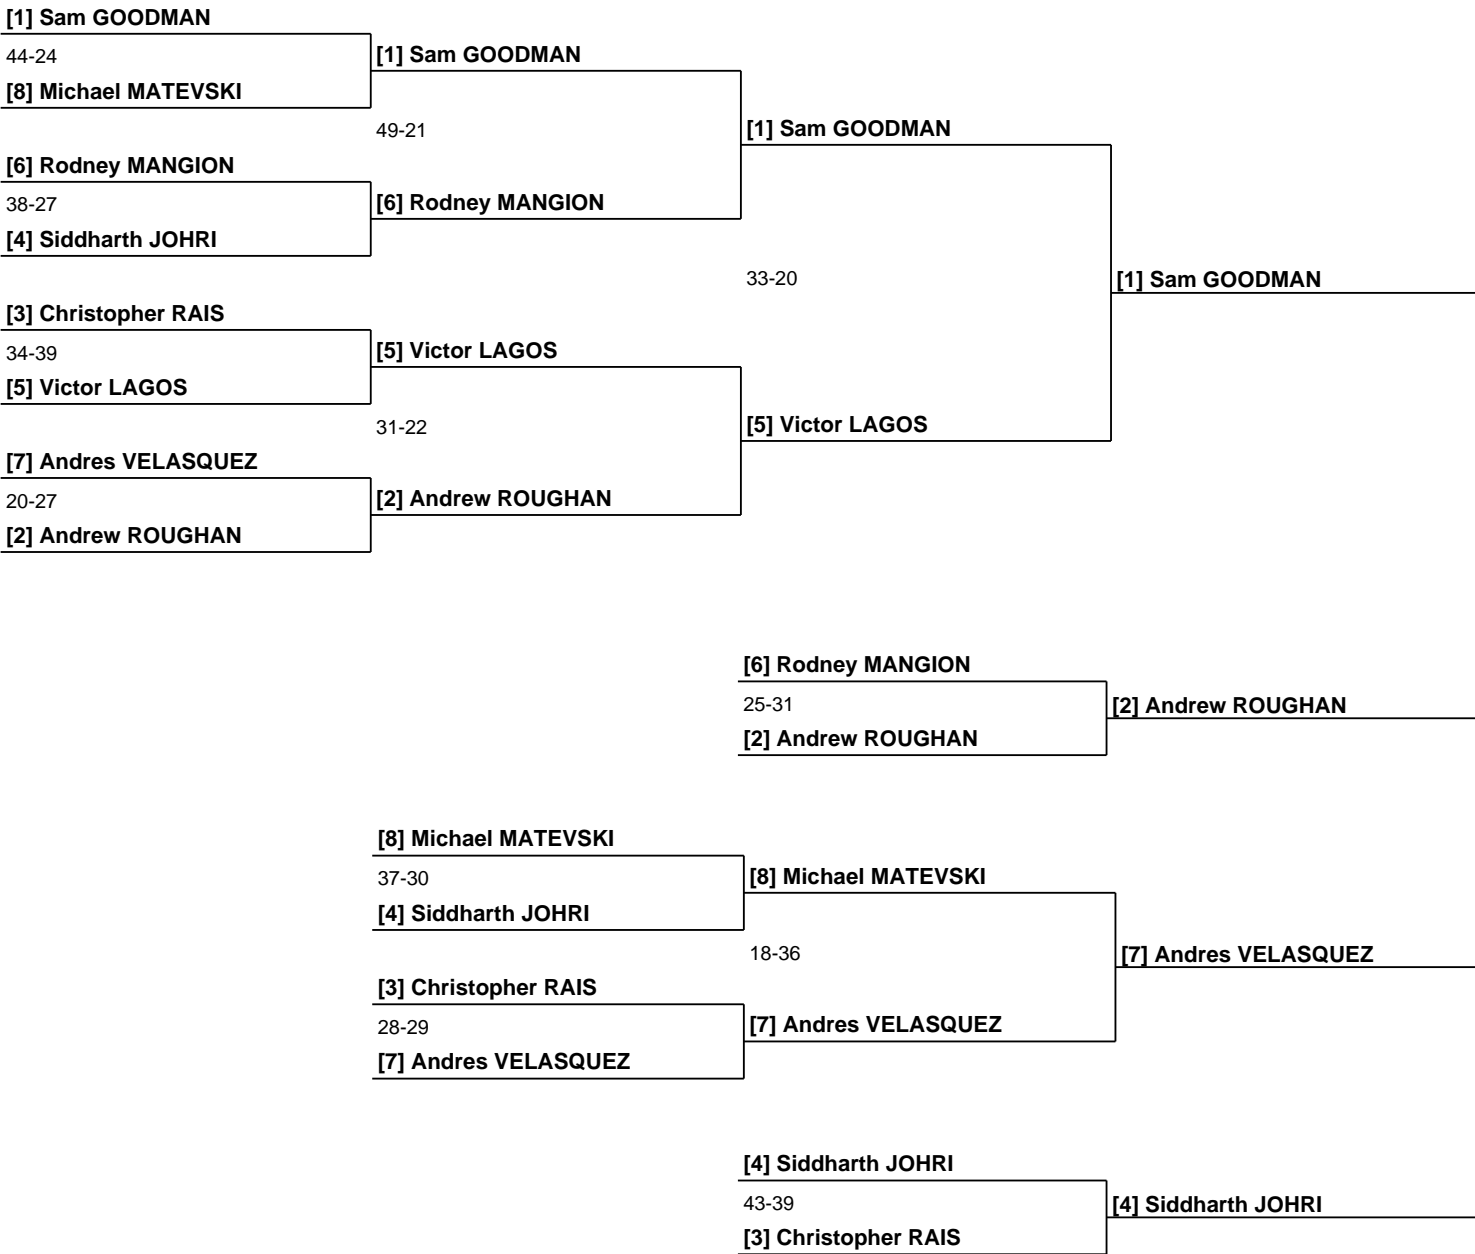 [1] Sam GOODMAN
44-24
[1] Sam GOODMAN
[8] Michael MATEVSKI
49-21
[1] Sam GOODMAN
[6] Rodney MANGION
38-27
[6] Rodney MANGION
[4] Siddharth JOHRI
33-20
[1] Sam GOODMAN
[3] Christopher RAIS
34-39
[5] Victor LAGOS
[5] Victor LAGOS
31-22
[5] Victor LAGOS
[7] Andres VELASQUEZ
20-27
[2] Andrew ROUGHAN
[2] Andrew ROUGHAN
[6] Rodney MANGION
25-31
[2] Andrew ROUGHAN
[2] Andrew ROUGHAN
[8] Michael MATEVSKI
37-30
[8] Michael MATEVSKI
[4] Siddharth JOHRI
18-36
[7] Andres VELASQUEZ
[3] Christopher RAIS
28-29
[7] Andres VELASQUEZ
[7] Andres VELASQUEZ
[4] Siddharth JOHRI
43-39
[4] Siddharth JOHRI
[3] Christopher RAIS